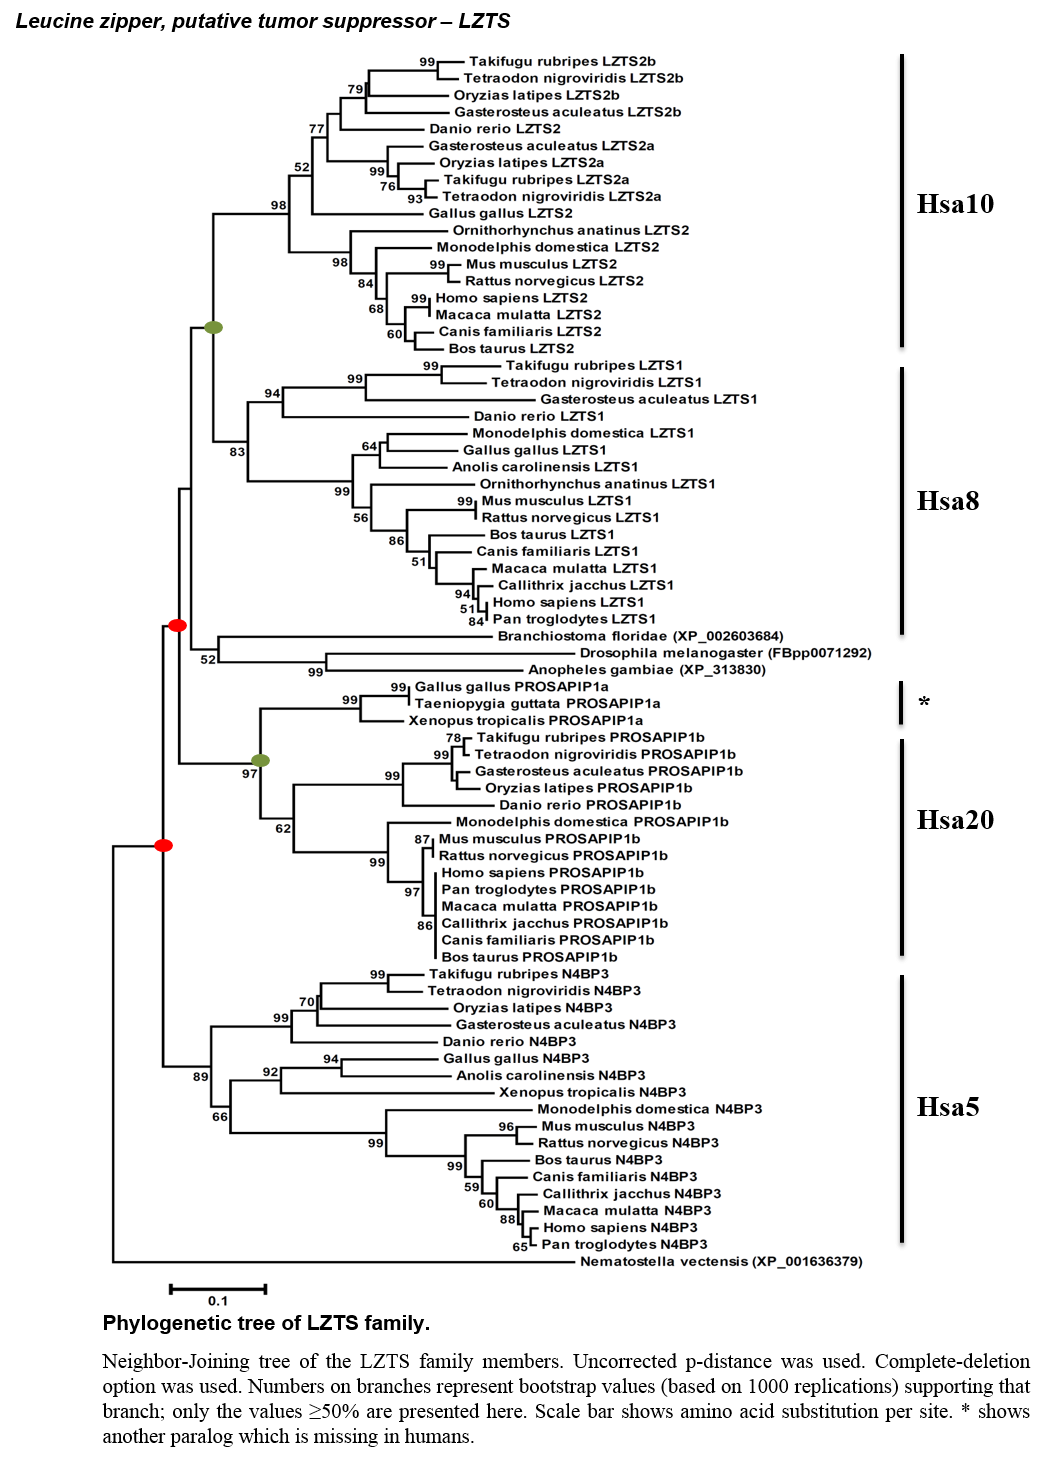 Leucine zipper, putative tumor suppressor – LZTS
99 Takifugu rubripes LZTS2b
Tetraodon nigroviridis LZTS2b
79 Oryzias latipes LZTS2b
Gasterosteus aculeatus LZTS2b
77 Danio rerio LZTS2
Gasterosteus aculeatus LZTS2a
52 99 Oryzias latipes LZTS2a
76 Takifugu rubripes LZTS2a
93 Tetraodon nigroviridis LZTS2a
98 Gallus gallus LZTS2
Hsa10
Ornithorhynchus anatinus LZTS2
98 Monodelphis domestica LZTS2
99 Mus musculus LZTS2
84 Rattus norvegicus LZTS2
99 Homo sapiens LZTS2
68 Macaca mulatta LZTS2
60 Canis familiaris LZTS2
Bos taurus LZTS2
99 Takifugu rubripes LZTS1
99 Tetraodon nigroviridis LZTS1
94 Gasterosteus aculeatus LZTS1
Danio rerio LZTS1
83 Monodelphis domestica LZTS1
64 Gallus gallus LZTS1
Anolis carolinensis LZTS1
99 Ornithorhynchus anatinus LZTS1
99 Mus musculus LZTS1
Hsa8
56 Rattus norvegicus LZTS1
86 Bos taurus LZTS1
51 Canis familiaris LZTS1
Macaca mulatta LZTS1
94 Callithrix jacchus LZTS1
51 Homo sapiens LZTS1
84 Pan troglodytes LZTS1
Branchiostoma floridae (XP_002603684)
52 Drosophila melanogaster (FBpp0071292)
99 Anopheles gambiae (XP_313830)
99 Gallus gallus PROSAPIP1a
99 Taeniopygia guttata PROSAPIP1a
*
Xenopus tropicalis PROSAPIP1a
78 Takifugu rubripes PROSAPIP1b
99 Tetraodon nigroviridis PROSAPIP1b
97 99 Gasterosteus aculeatus PROSAPIP1b
Oryzias latipes PROSAPIP1b
Danio rerio PROSAPIP1b
62 Monodelphis domestica PROSAPIP1b
Hsa20
87 Mus musculus PROSAPIP1b
99 Rattus norvegicus PROSAPIP1b
Homo sapiens PROSAPIP1b
97 Pan troglodytes PROSAPIP1b
Macaca mulatta PROSAPIP1b
86 Callithrix jacchus PROSAPIP1b
Canis familiaris PROSAPIP1b
Bos taurus PROSAPIP1b
99 Takifugu rubripes N4BP3
Tetraodon nigroviridis N4BP3
70 Oryzias latipes N4BP3
99 Gasterosteus aculeatus N4BP3
Danio rerio N4BP3
94 Gallus gallus N4BP3
89 92 Anolis carolinensis N4BP3
Xenopus tropicalis N4BP3
66 Monodelphis domestica N4BP3
Hsa5
96 Mus musculus N4BP3
99 Rattus norvegicus N4BP3
99 Bos taurus N4BP3
59 Canis familiaris N4BP3
60 Callithrix jacchus N4BP3
88 Macaca mulatta N4BP3
Homo sapiens N4BP3
65 Pan troglodytes N4BP3
Nematostella vectensis (XP_001636379)
0.1
Phylogenetic tree of LZTS family.
Neighbor-Joining tree of the LZTS family members. Uncorrected p-distance was used. Complete-deletion
option was used. Numbers on branches represent bootstrap values (based on 1000 replications) supporting that
branch; only the values ≥50% are presented here. Scale bar shows amino acid substitution per site. * shows
another paralog which is missing in humans.